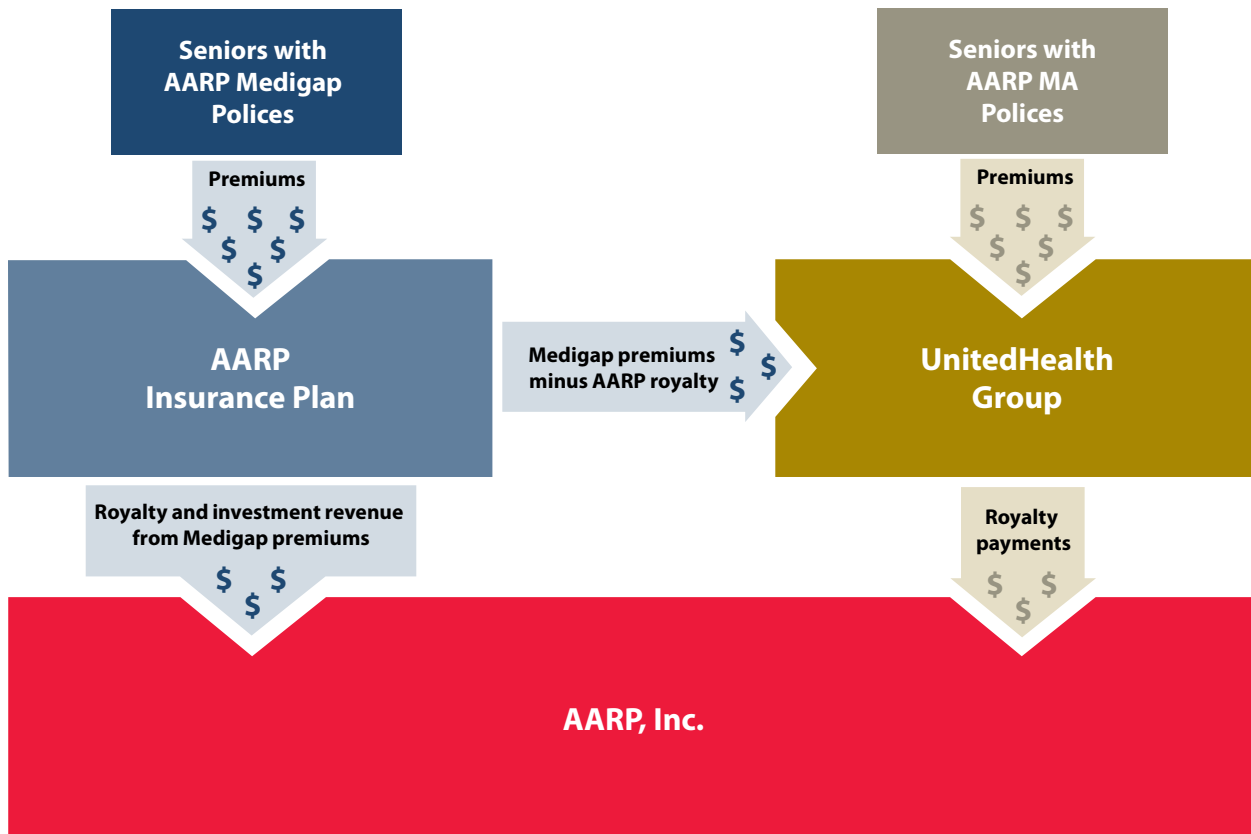 Seniors with
AARP Medigap
Polices
Seniors with
AARP MA
Polices
Premiums
$ $ $
$ $
$
Premiums
$ $ $
$ $
$
AARP
Insurance Plan
Medigap premiums
minus AARP royalty
$
$
$
UnitedHealth
Group
Royalty and investment revenue
from Medigap premiums
$ $
$
Royalty
payments
$ $
$
AARP, Inc.